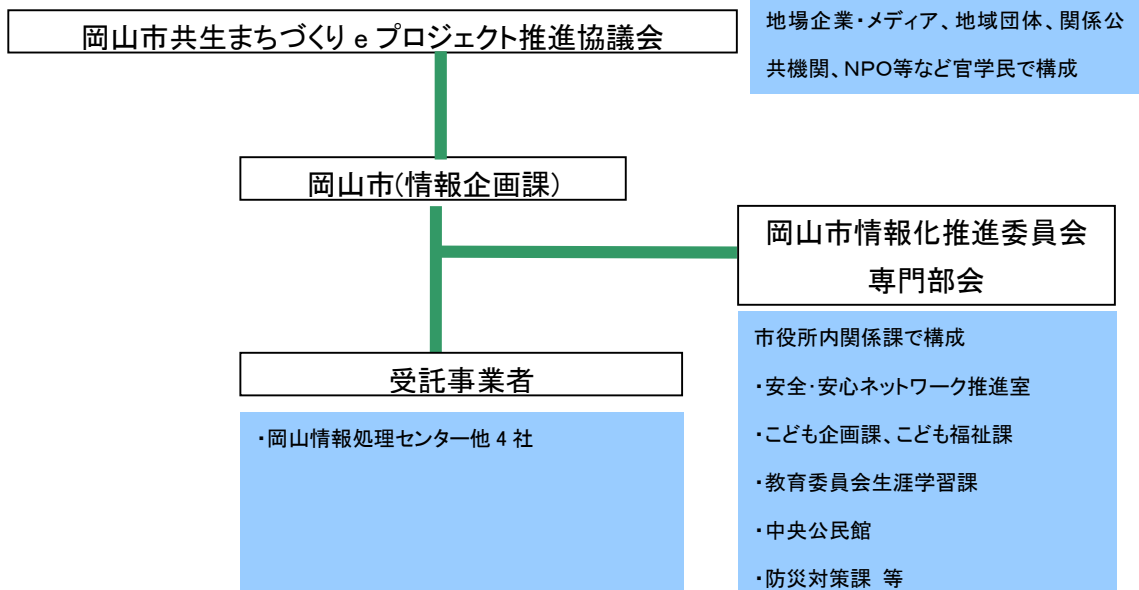 岡山市共生まちづくり e プロジェクト推進協議会
地場企業・メディア、地域団体、関係公
共機関、NPO等など官学民で構成
岡山市(情報企画課)
岡山市情報化推進委員会
専門部会
市役所内関係課で構成
・安全・安心ネットワーク推進室
・こども企画課、こども福祉課
・教育委員会生涯学習課
・中央公民館
・防災対策課 等
受託事業者
・岡山情報処理センター他 4 社